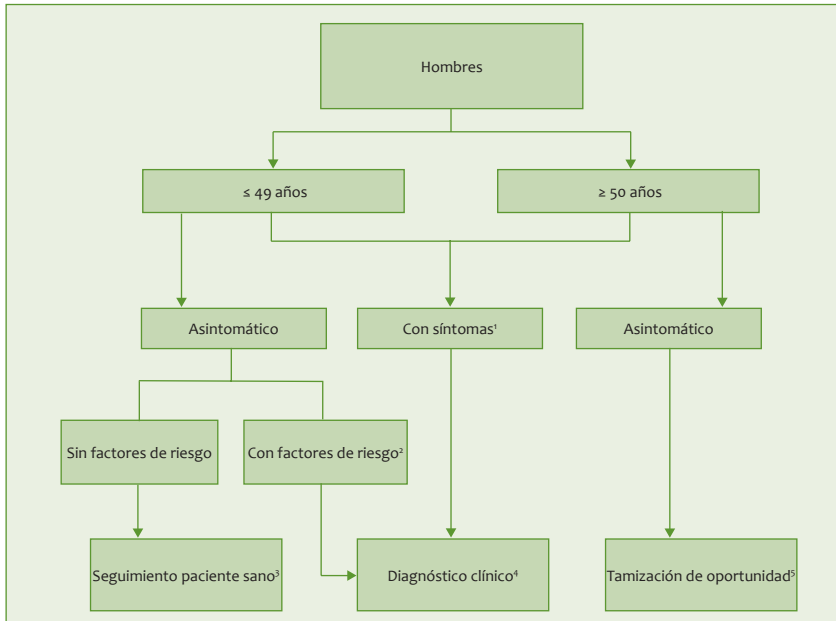 Hombres
≤ 49 años
≥ 50 años
Asintomático
Con síntomas¹
Asintomático
Sin factores de riesgo
Con factores de riesgo²
Seguimiento paciente sano³
Diagnóstico clínico⁴
Tamización de oportunidad⁵